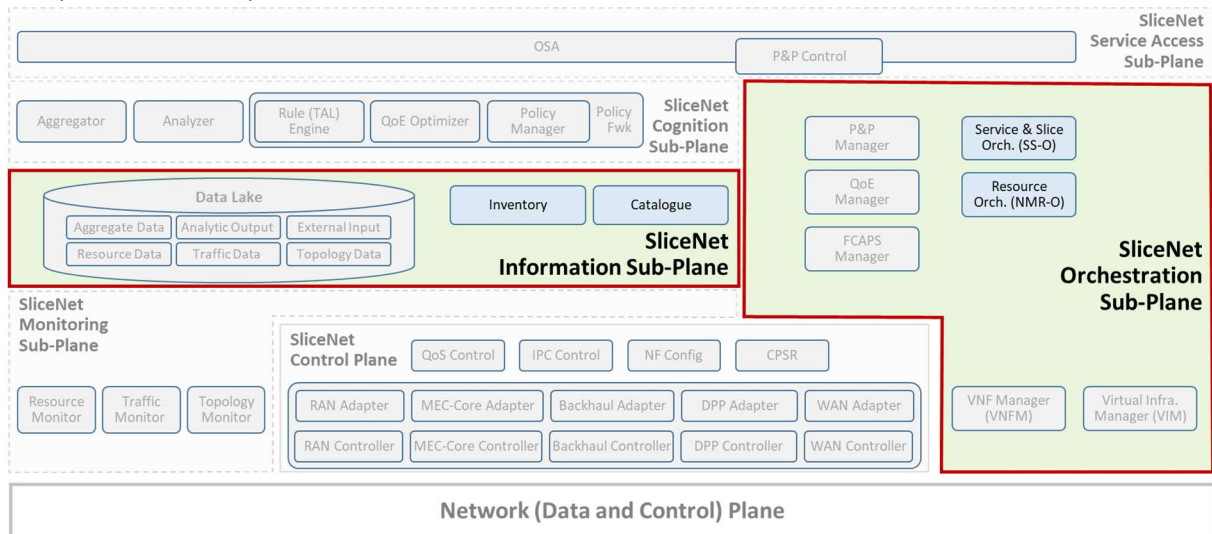 SliceNet
Service Access
Sub-Plane
OSA
P&P Control
Aggregator
Analyzer
Rule (TAL)
Engine
QoE Optimizer
Policy
Manager
Policy
Fwk
SliceNet
Cognition
Sub-Plane
P&P
Manager
Service & Slice
Orch. (SS-O)
QoE
Manager
Resource
Orch. (NMR-O)
FCAPS
Manager
SliceNet
Orchestration
Sub-Plane
VNF Manager
(VNFM)
Virtual Infra.
Manager (VIM)
Data Lake
Aggregate Data
Analytic Output
External Input
Resource Data
Traffic Data
Topology Data
Inventory
Catalogue
SliceNet
Information Sub-Plane
SliceNet
Monitoring
Sub-Plane
Resource
Monitor
Traffic
Monitor
Topology
Monitor
SliceNet
Control Plane
QoS Control
IPC Control
NF Config
CPSR
RAN Adapter
MEC-Core Adapter
Backhaul Adapter
DPP Adapter
WAN Adapter
RAN Controller
MEC-Core Controller
Backhaul Controller
DPP Controller
WAN Controller
Network (Data and Control) Plane